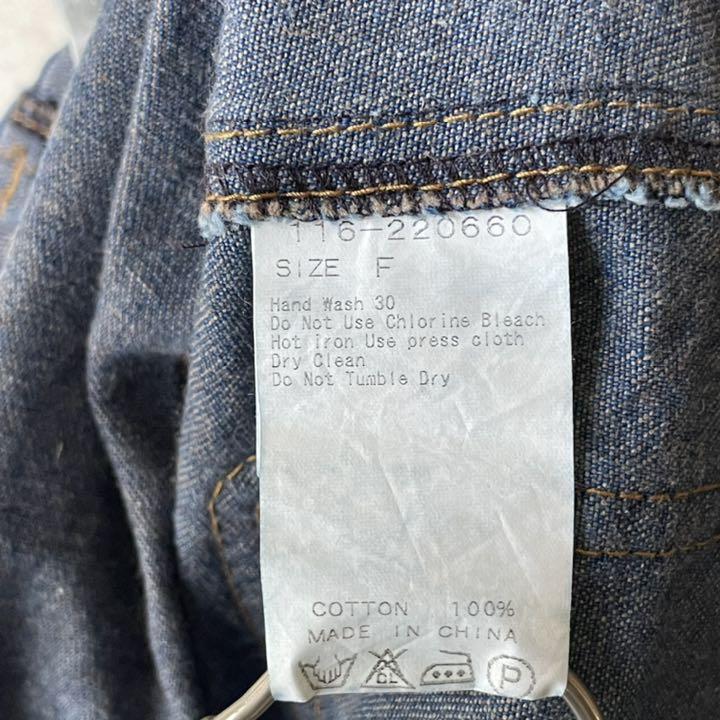 116-220660
SIZE F
Hand Wash 30
Do Not Use Chlorine Bleach
Hot iron Use press cloth
Dry Clean
Do Not Tumble Dry
COTTON 100%
MADE IN CHINA
CL P